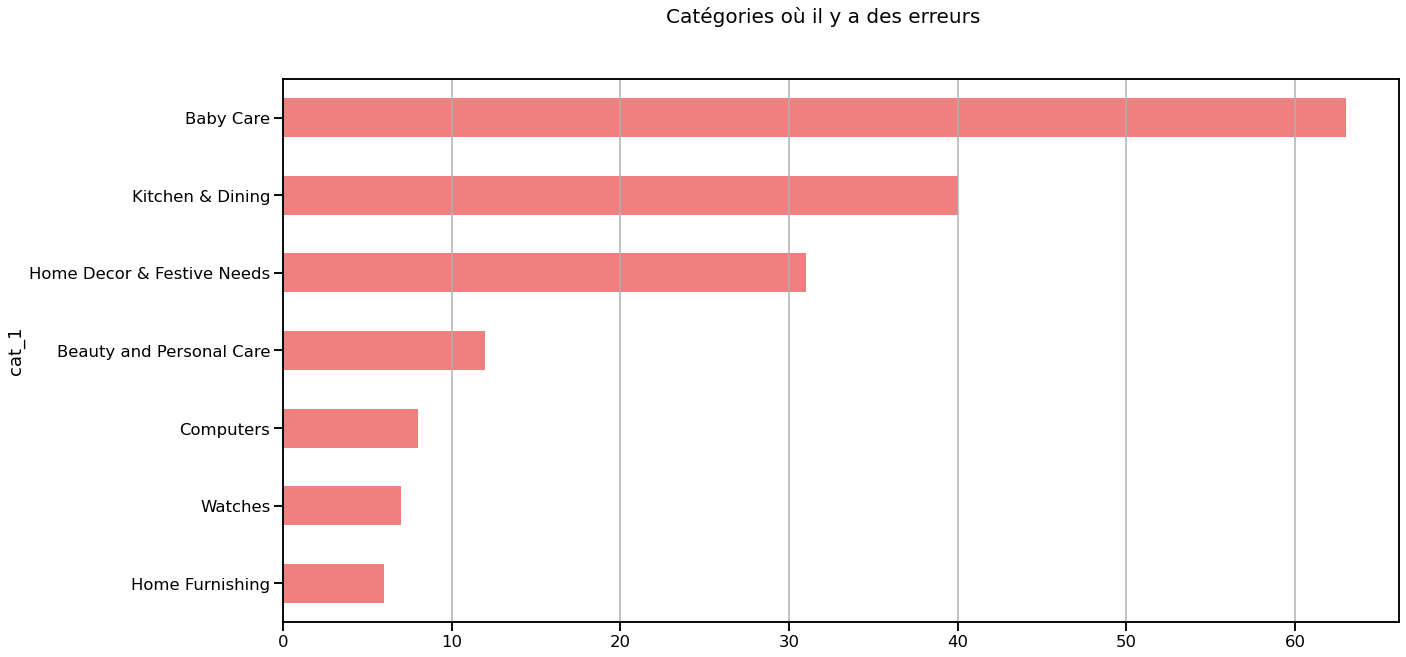 Catégories où il y a des erreurs
cat_1
Baby Care
Kitchen & Dining
Home Decor & Festive Needs
Beauty and Personal Care
Computers
Watches
Home Furnishing
0 10 20 30 40 50 60